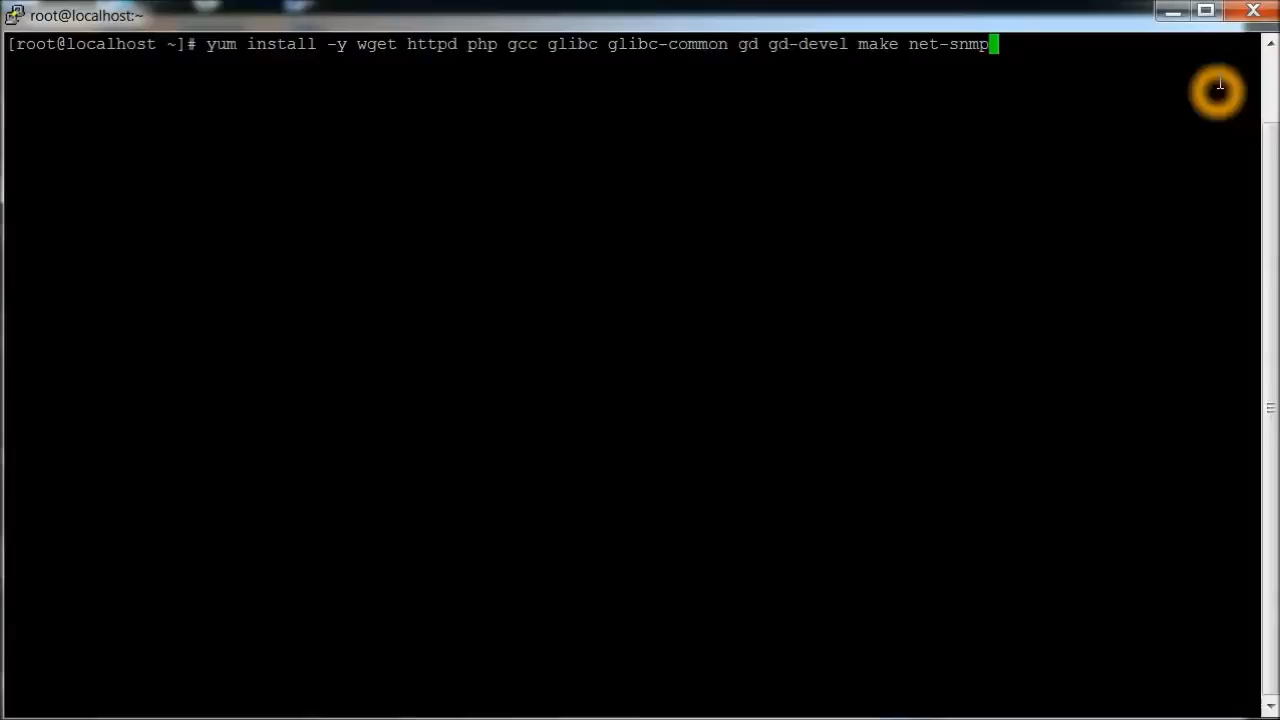 root@localhost:~
[root@localhost ~]# yum install -y wget httpd php gcc glibc glibc-common gd gd-devel make net-snmp